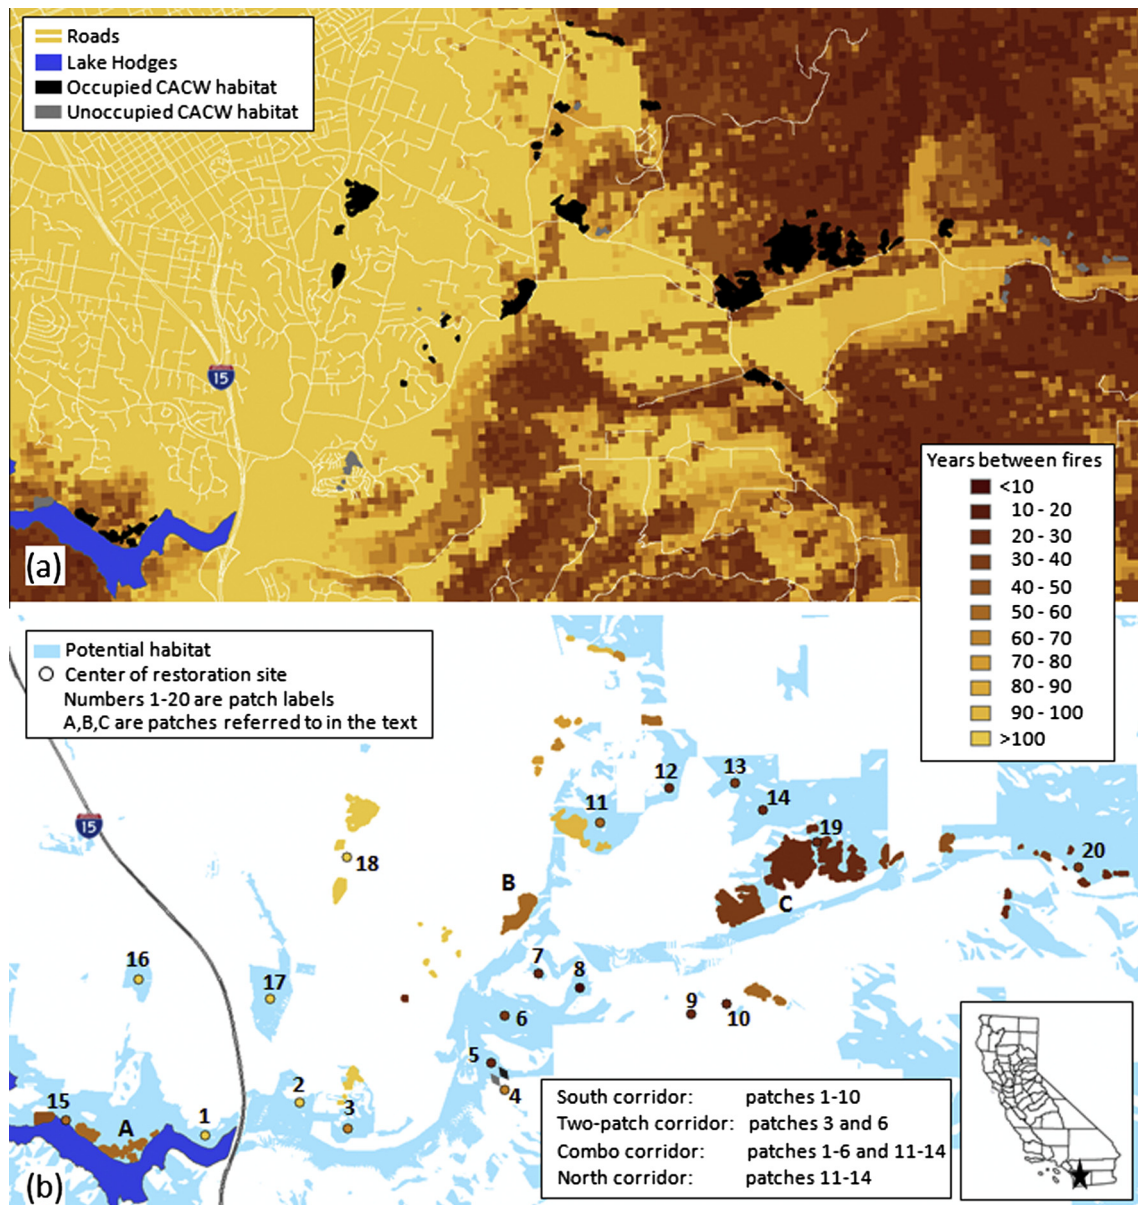 Roads
Lake Hodges
Occupied CACW habitat
Unoccupied CACW habitat
15
(a)
Years between fires
<10
10 - 20
20 - 30
30 - 40
40 - 50
50 - 60
60 - 70
70 - 80
80 - 90
90 - 100
>100
Potential habitat
Center of restoration site
Numbers 1-20 are patch labels
A,B,C are patches referred to in the text
12
13
14
11
15
18
19
20
B
C
16
17
7
8
9
10
6
5
4
2
3
1
15
A
South corridor: patches 1-10
Two-patch corridor: patches 3 and 6
Combo corridor: patches 1-6 and 11-14
North corridor: patches 11-14
(b)